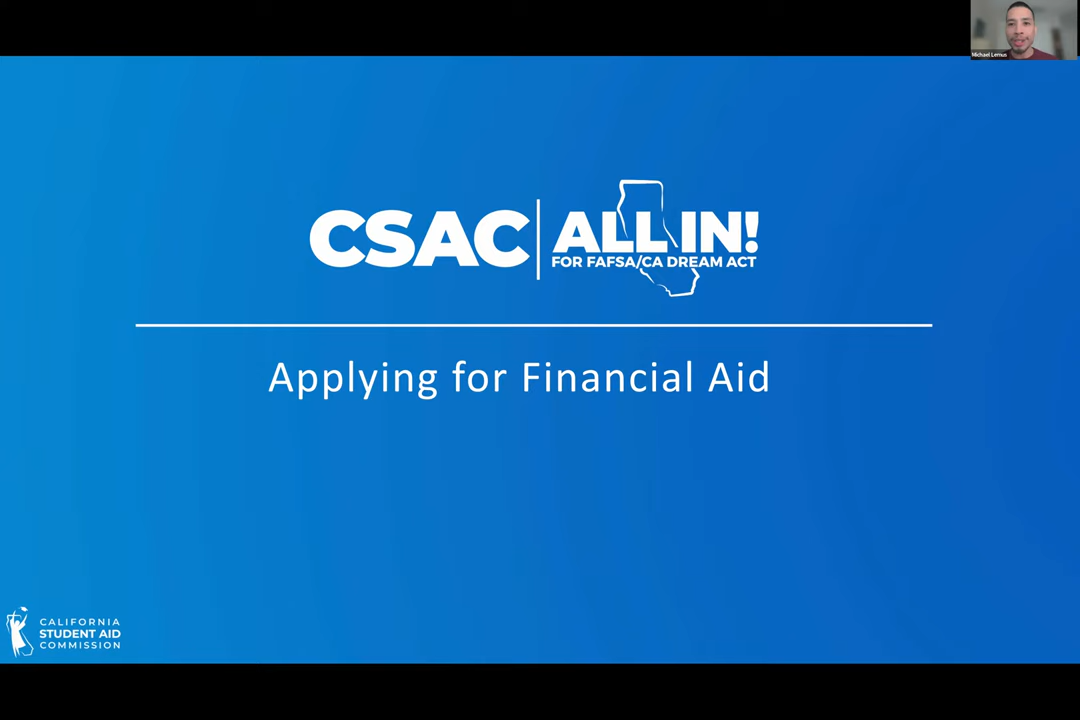 Michael Lemus
CSAC ALL IN!
FOR FAFSA/CA DREAM ACT
Applying for Financial Aid
CALIFORNIA
STUDENT AID
COMMISSION